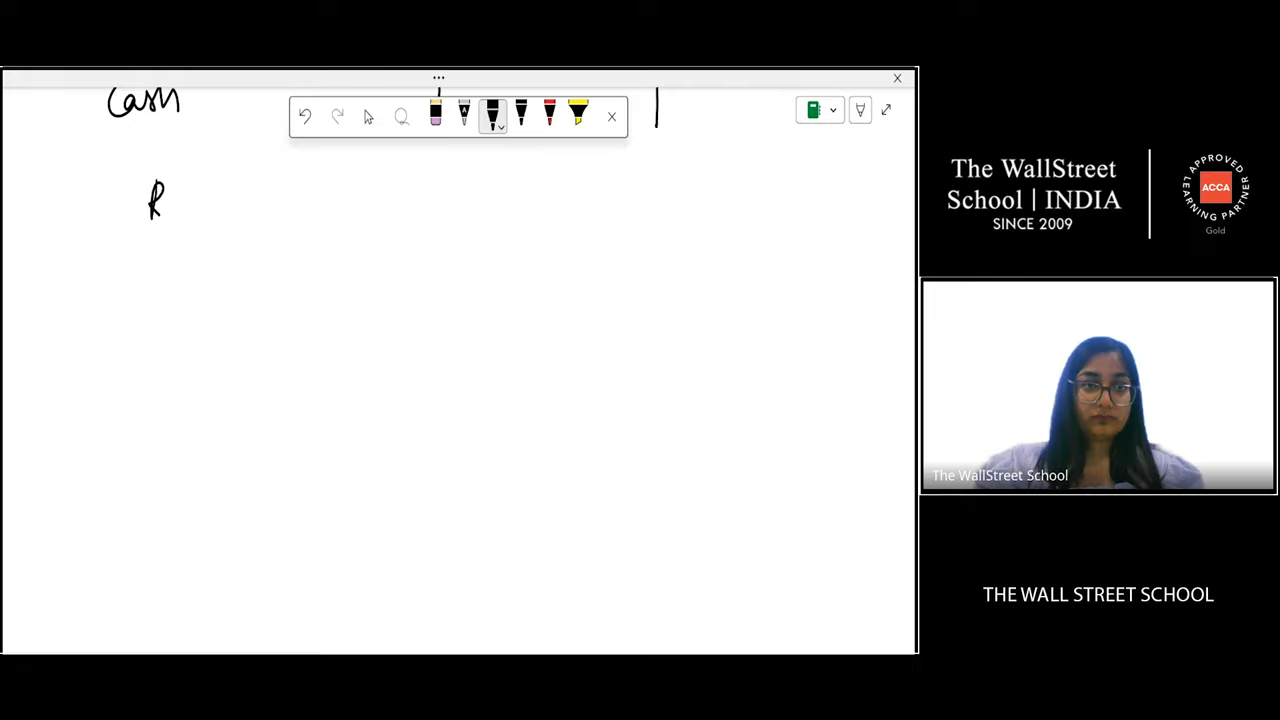 Cash
R
The WallStreet
School | INDIA
SINCE 2009
APPROVED
ACCA
LEARNING PARTNER
Gold
The WallStreet School
THE WALL STREET SCHOOL